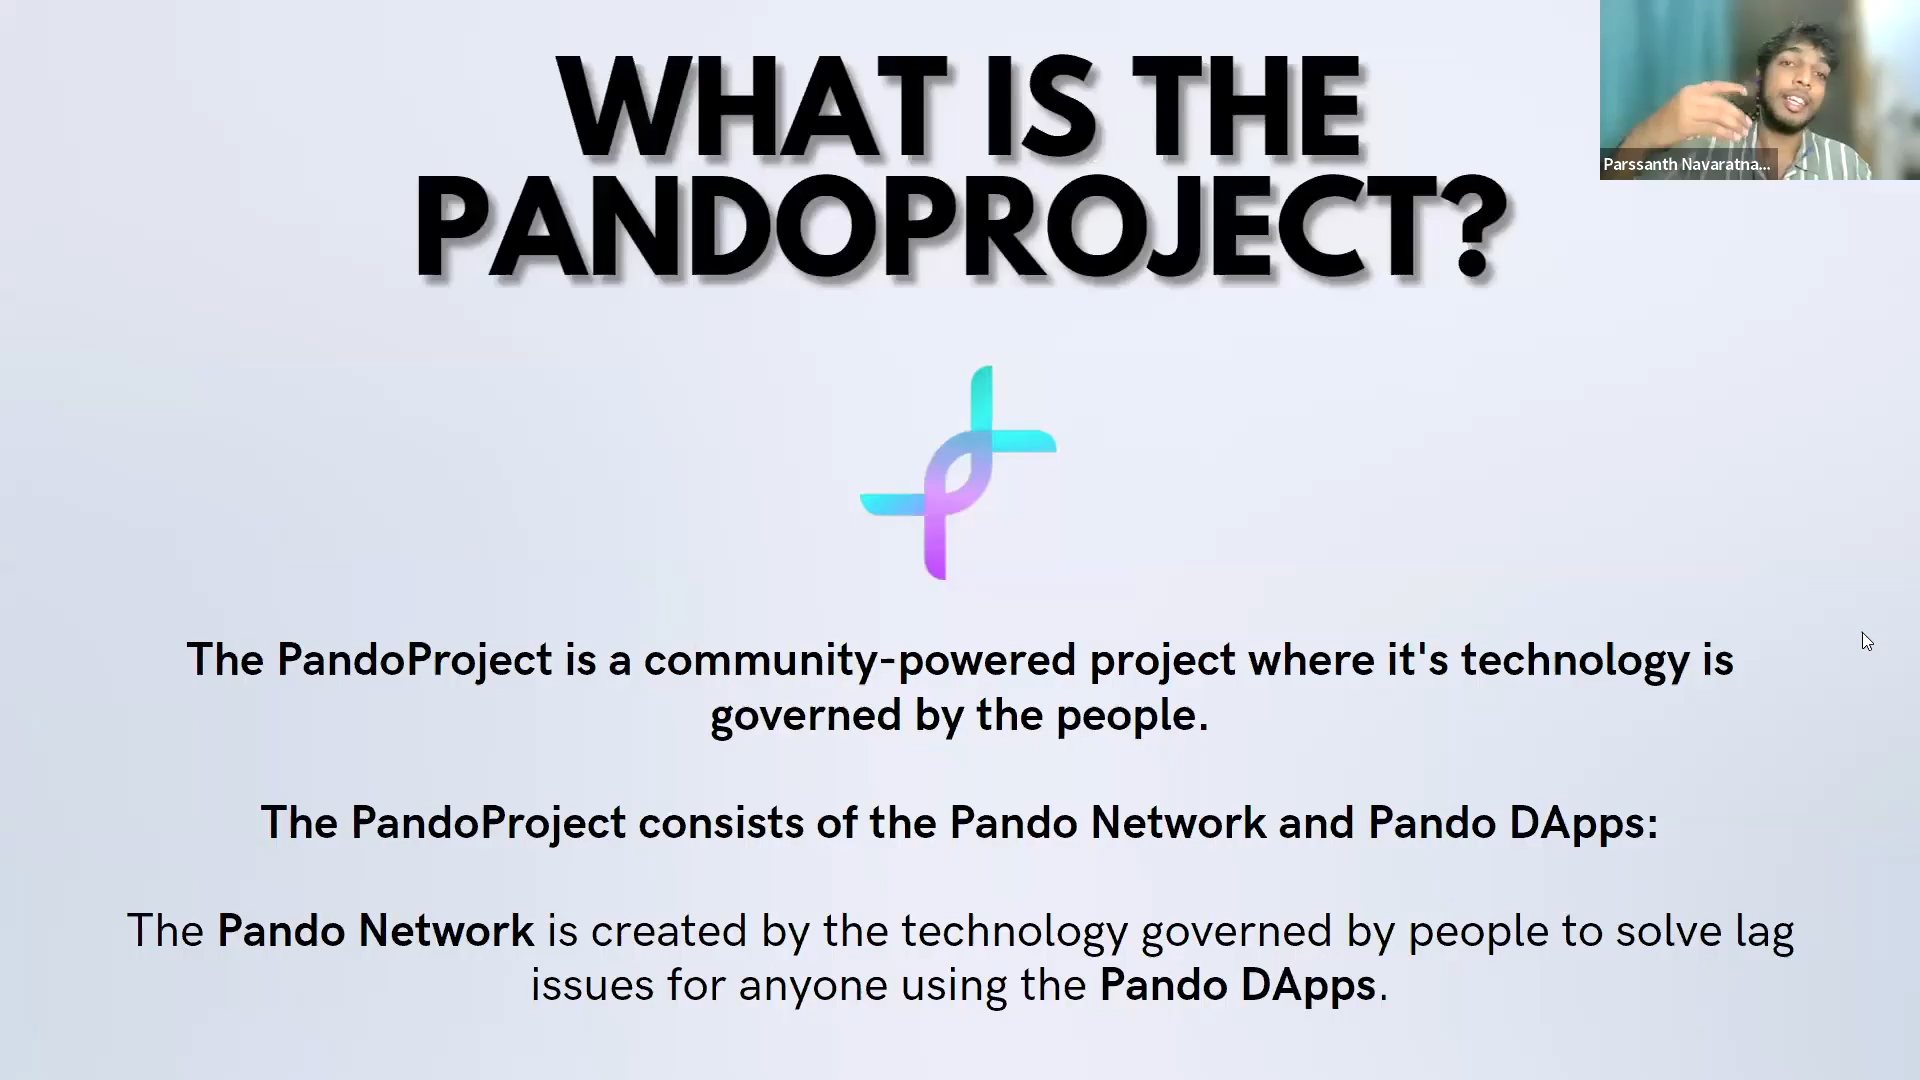 WHAT IS THE
PANDOPROJECT?
Parssanth Navaratna...
The PandoProject is a community-powered project where it's technology is
governed by the people.
The PandoProject consists of the Pando Network and Pando DApps:
The Pando Network is created by the technology governed by people to solve lag
issues for anyone using the Pando DApps.